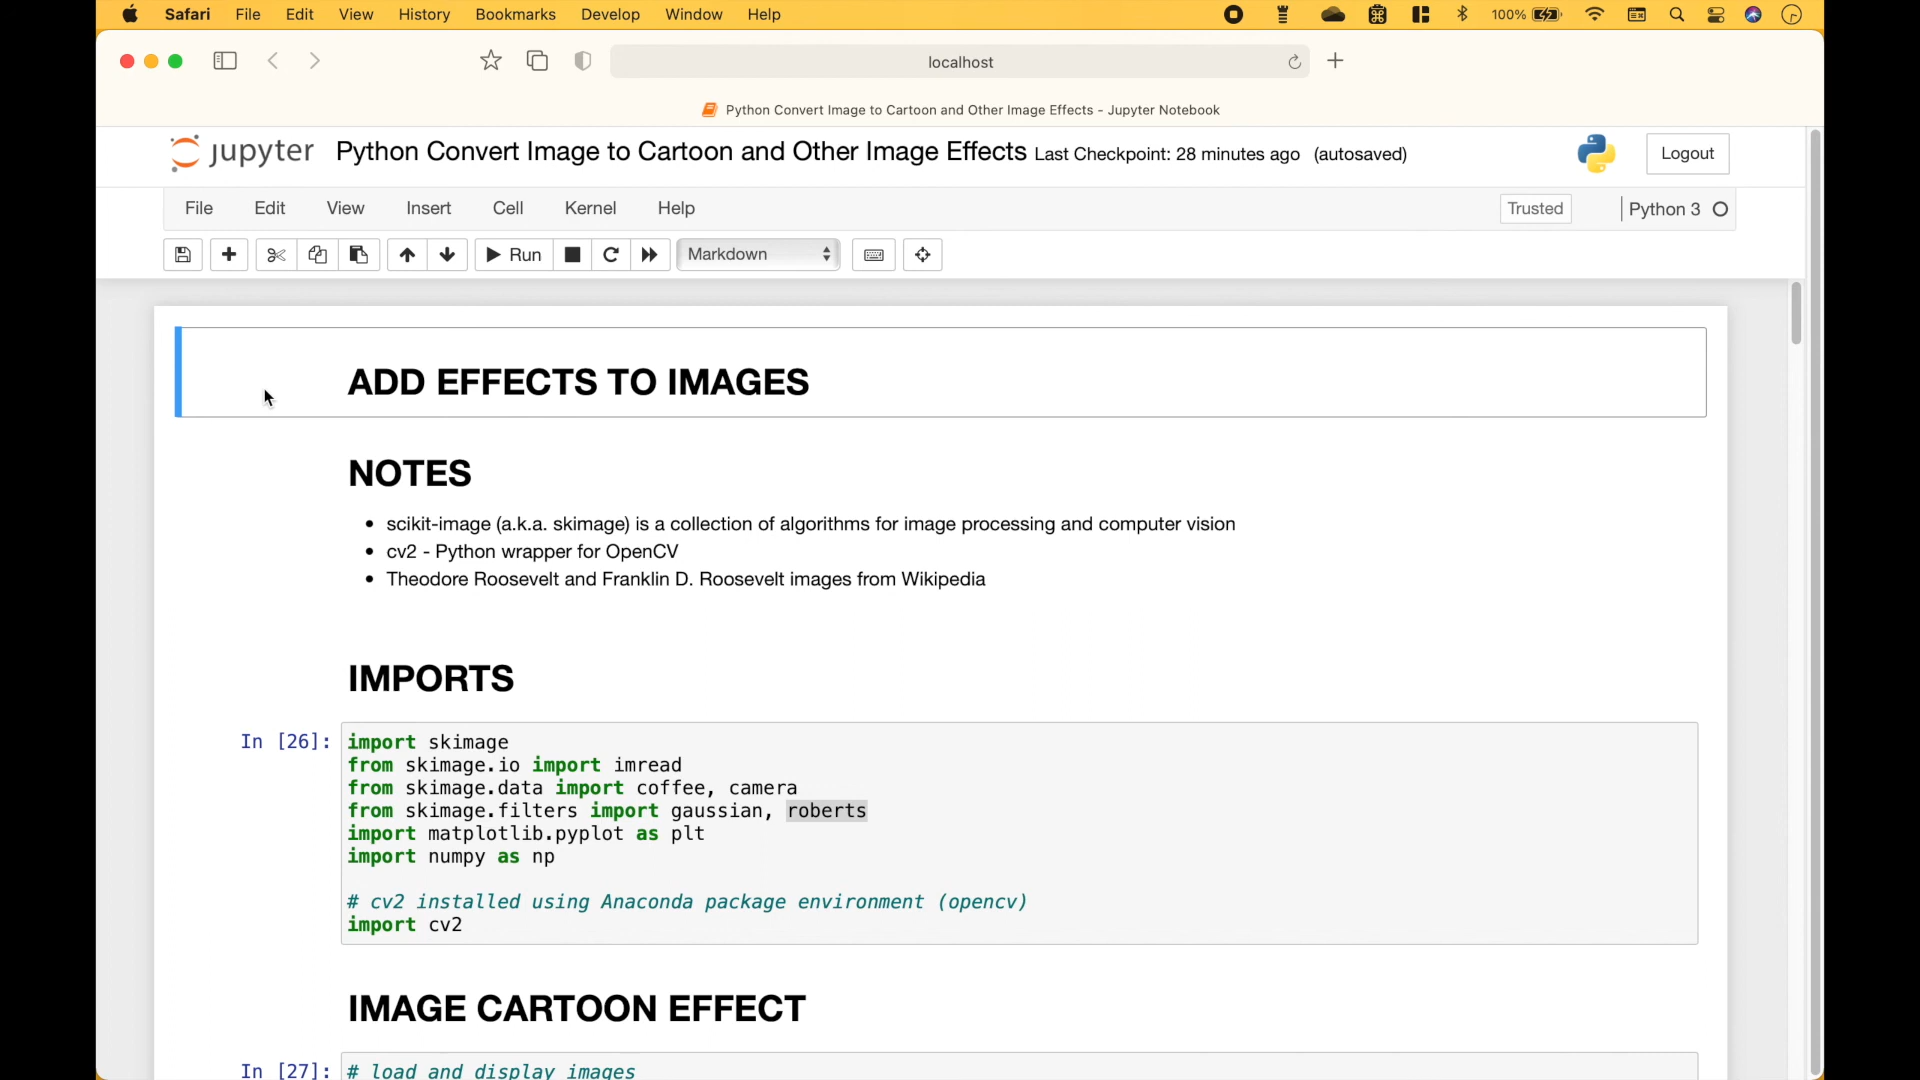 Safari File Edit View History Bookmarks Develop Window Help 100%
localhost
Python Convert Image to Cartoon and Other Image Effects - Jupyter Notebook
jupyter Python Convert Image to Cartoon and Other Image Effects Last Checkpoint: 28 minutes ago (autosaved) Logout
File Edit View Insert Cell Kernel Help Trusted Python 3
Run Markdown
ADD EFFECTS TO IMAGES
NOTES
• scikit-image (a.k.a. skimage) is a collection of algorithms for image processing and computer vision
• cv2 - Python wrapper for OpenCV
• Theodore Roosevelt and Franklin D. Roosevelt images from Wikipedia
IMPORTS
In [26]: import skimage
from skimage.io import imread
from skimage.data import coffee, camera
from skimage.filters import gaussian, roberts
import matplotlib.pyplot as plt
import numpy as np
# cv2 installed using Anaconda package environment (opencv)
import cv2
IMAGE CARTOON EFFECT
In [27]: # load and display images